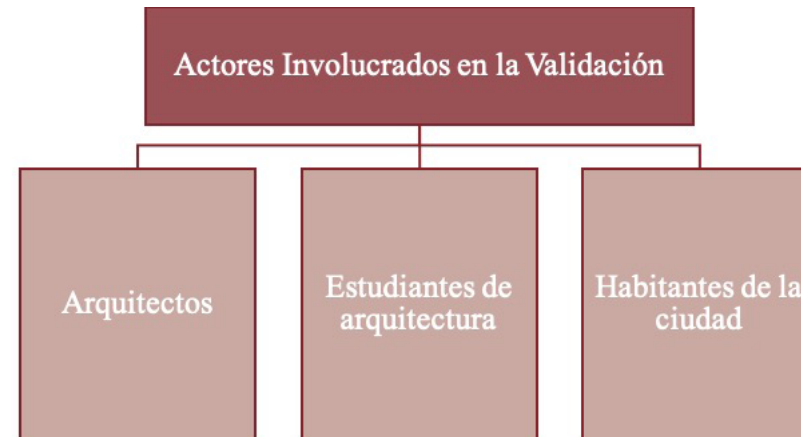 Actores Involucrados en la Validación
Arquitectos
Estudiantes de
arquitectura
Habitantes de la
ciudad